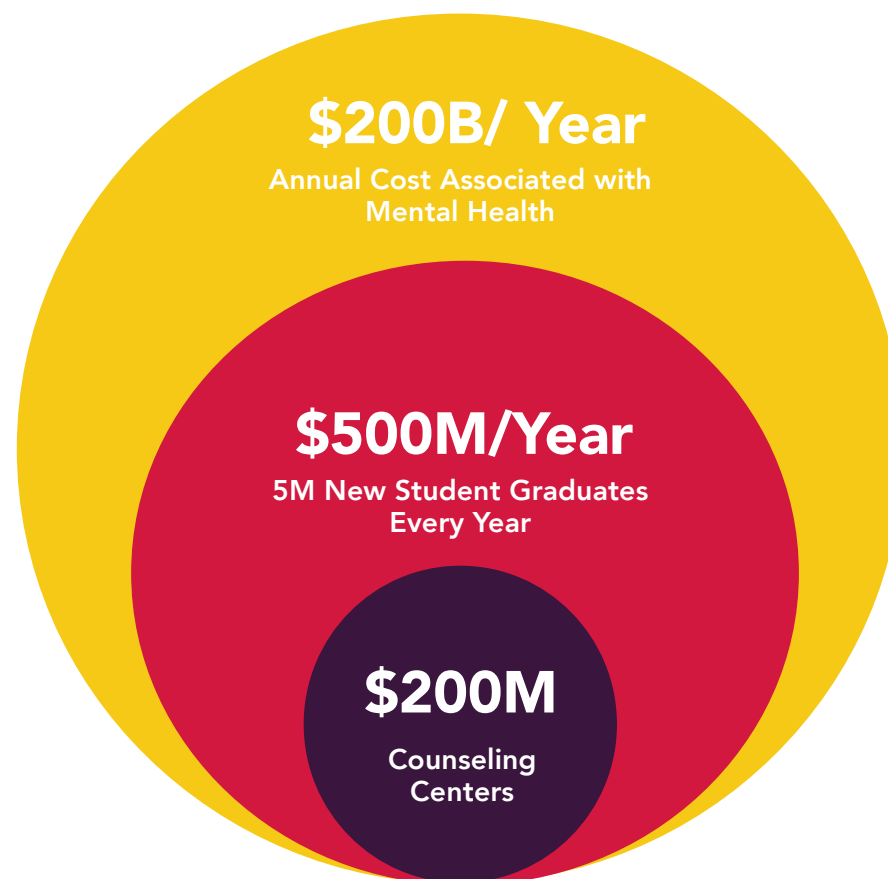 $200B/ Year
Annual Cost Associated with
Mental Health
$500M/Year
5M New Student Graduates
Every Year
$200M
Counseling
Centers